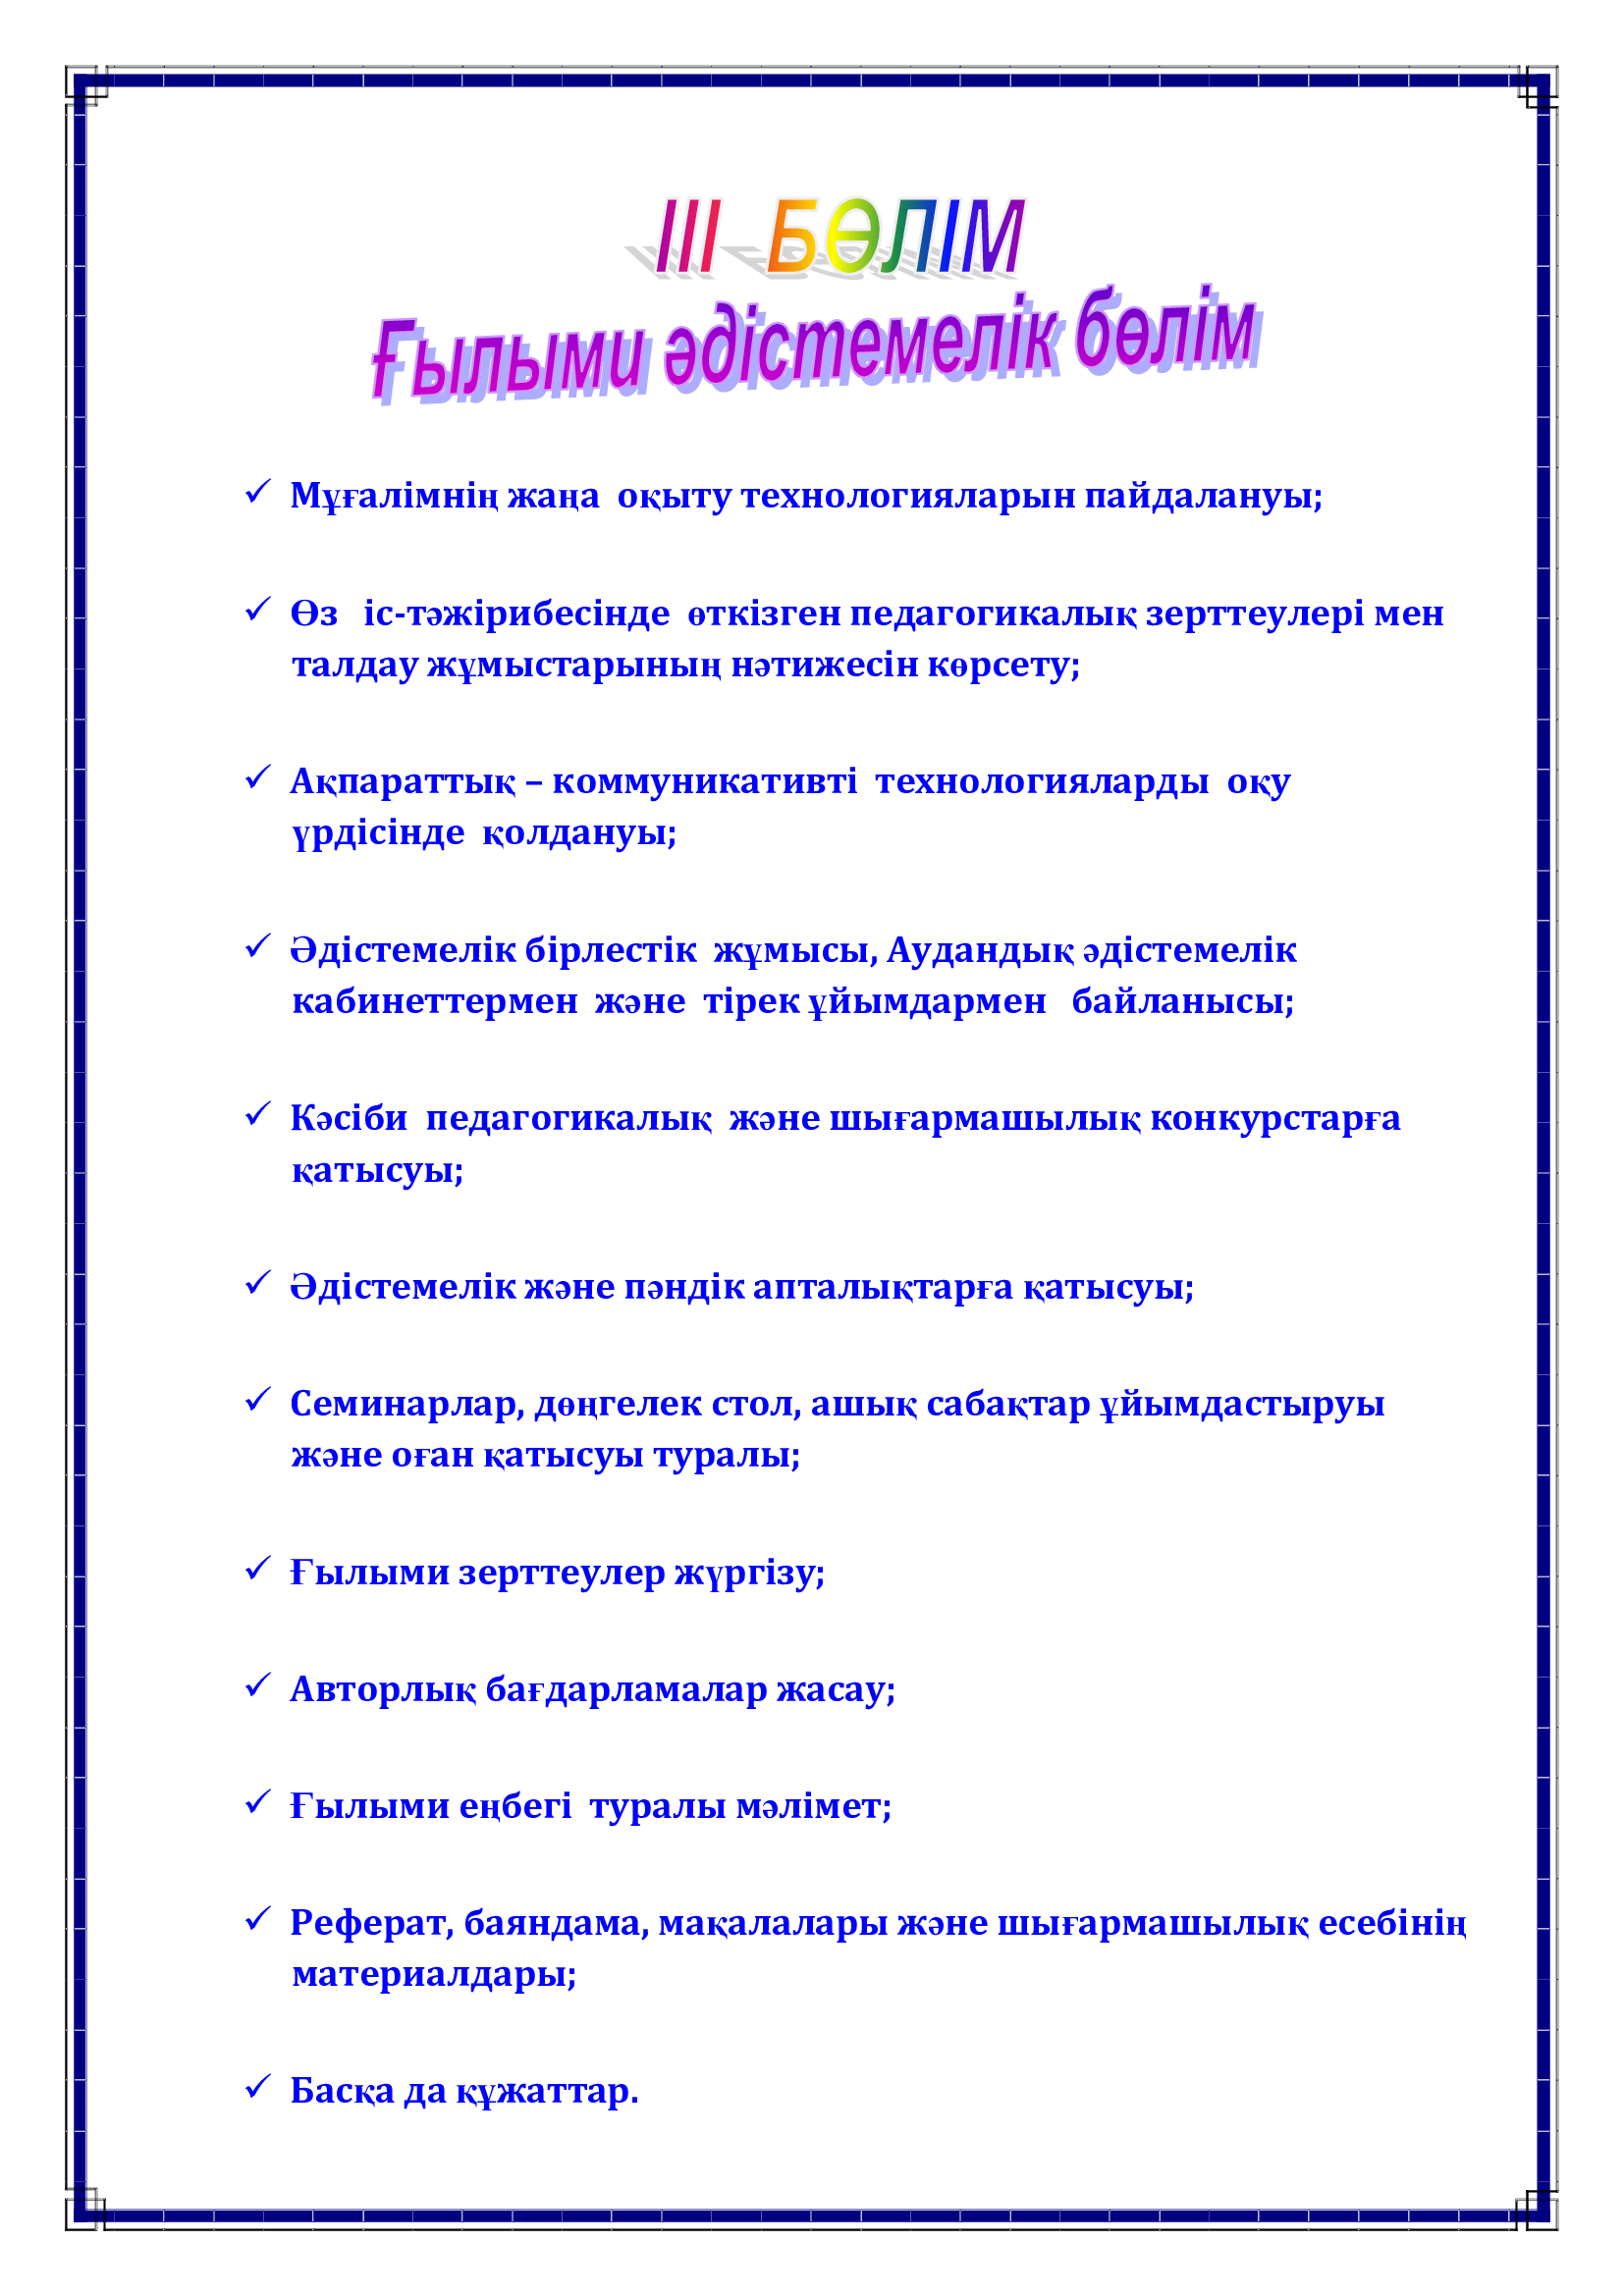 ІІІ БӨЛІМ
Ғылыми әдістемелік бөлім
✓ Мұғалімнің жаңа оқыту технологияларын пайдалануы;
✓ Өз іс-тәжірибесінде өткізген педагогикалық зерттеулері мен
талдау жұмыстарының нәтижесін көрсету;
✓ Ақпараттық – коммуникативті технологияларды оқу
үрдісінде қолдануы;
✓ Әдістемелік бірлестік жұмысы, Аудандық әдістемелік
кабинеттермен және тірек ұйымдармен байланысы;
✓ Кәсіби педагогикалық және шығармашылық конкурстарға
қатысуы;
✓ Әдістемелік және пәндік апталықтарға қатысуы;
✓ Семинарлар, дөңгелек стол, ашық сабақтар ұйымдастыруы
және оған қатысуы туралы;
✓ Ғылыми зерттеулер жүргізу;
✓ Авторлық бағдарламалар жасау;
✓ Ғылыми еңбегі туралы мәлімет;
✓ Реферат, баяндама, мақалалары және шығармашылық есебінің
материалдары;
✓ Басқа да құжаттар.